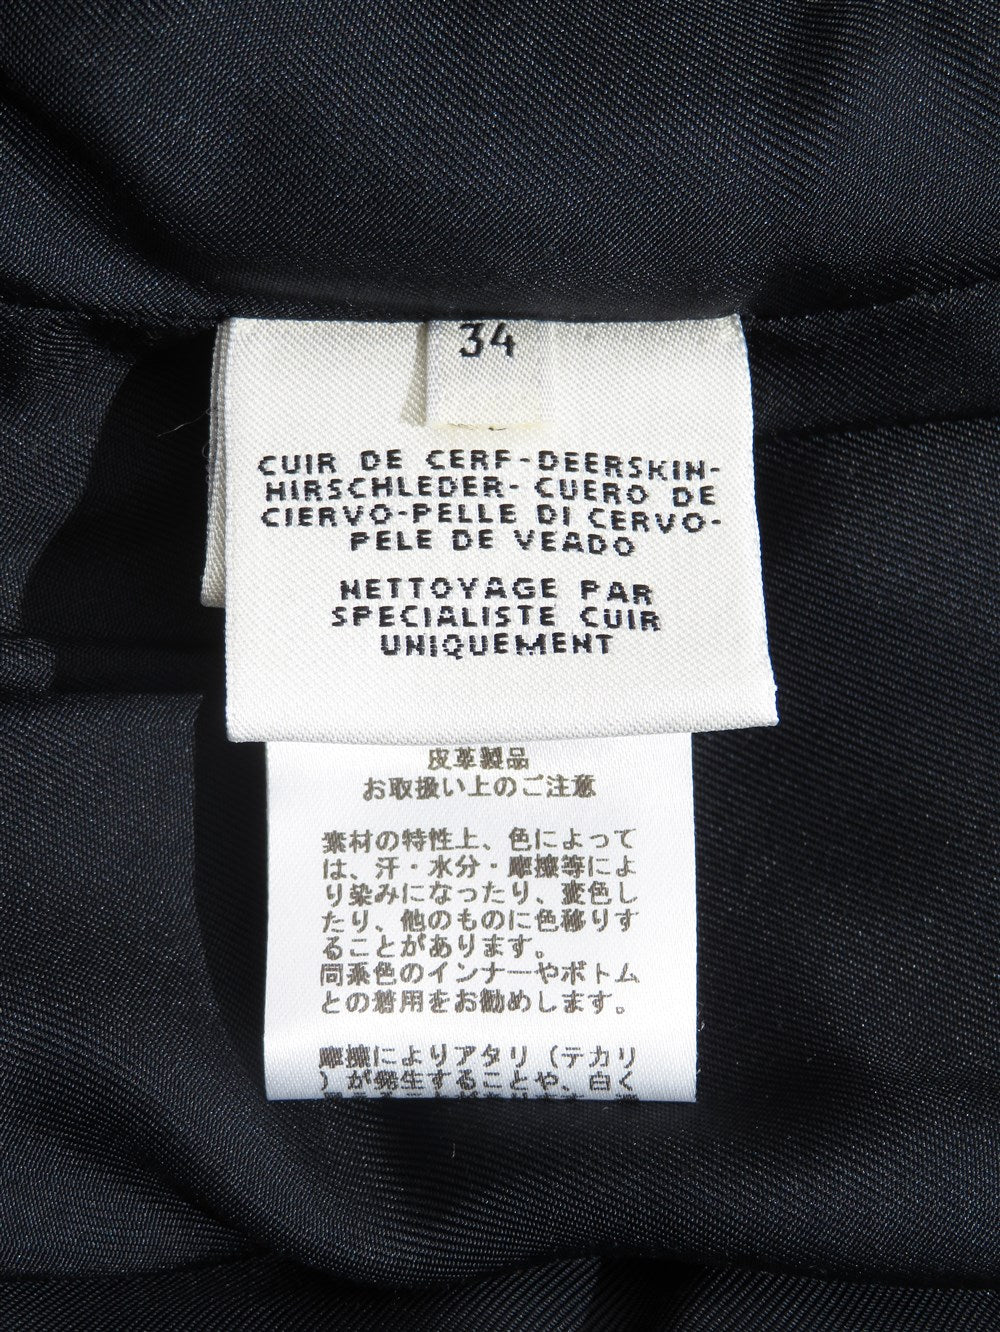 34
CUIR DE CERF-DEERSKIN-
HIRSCHLEDER- CUERO DE
CIERVO-PELLE DI CERVO-
PELE DE VEADO
NETTOYAGE PAR
SPECIALISTE CUIR
UNIQUEMENT
皮革製品
お取扱い上のご注意
素材の特性上、色によって
は、汗・水分・摩擦等によ
り染みになったり、変色し
たり、他のものに色移りす
ることがあります。
同系色のインナーやボトム
との着用をお勧めします。
摩擦によりアタリ（テカリ
）が発生することや、白く